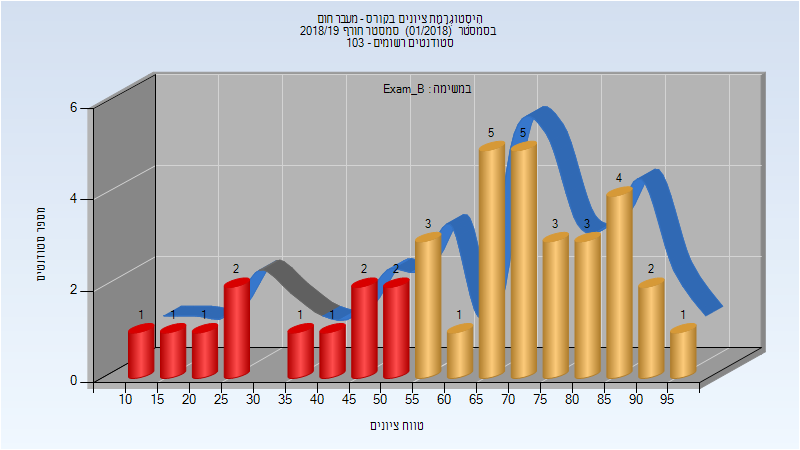 היסטוגרמת ציונים בקורס - מעבר חום
בסמסטר (01/2018) סמסטר חורף 2018/19
סטודנטים רשומים - 103
במשימה : Exam_B
מספר סטודנטים
6
4
2
0
1 1 1 2 1 1 2 2 3 1 5 5 3 3 4 2 1
10 15 20 25 30 35 40 45 50 55 60 65 70 75 80 85 90 95
טווח ציונים